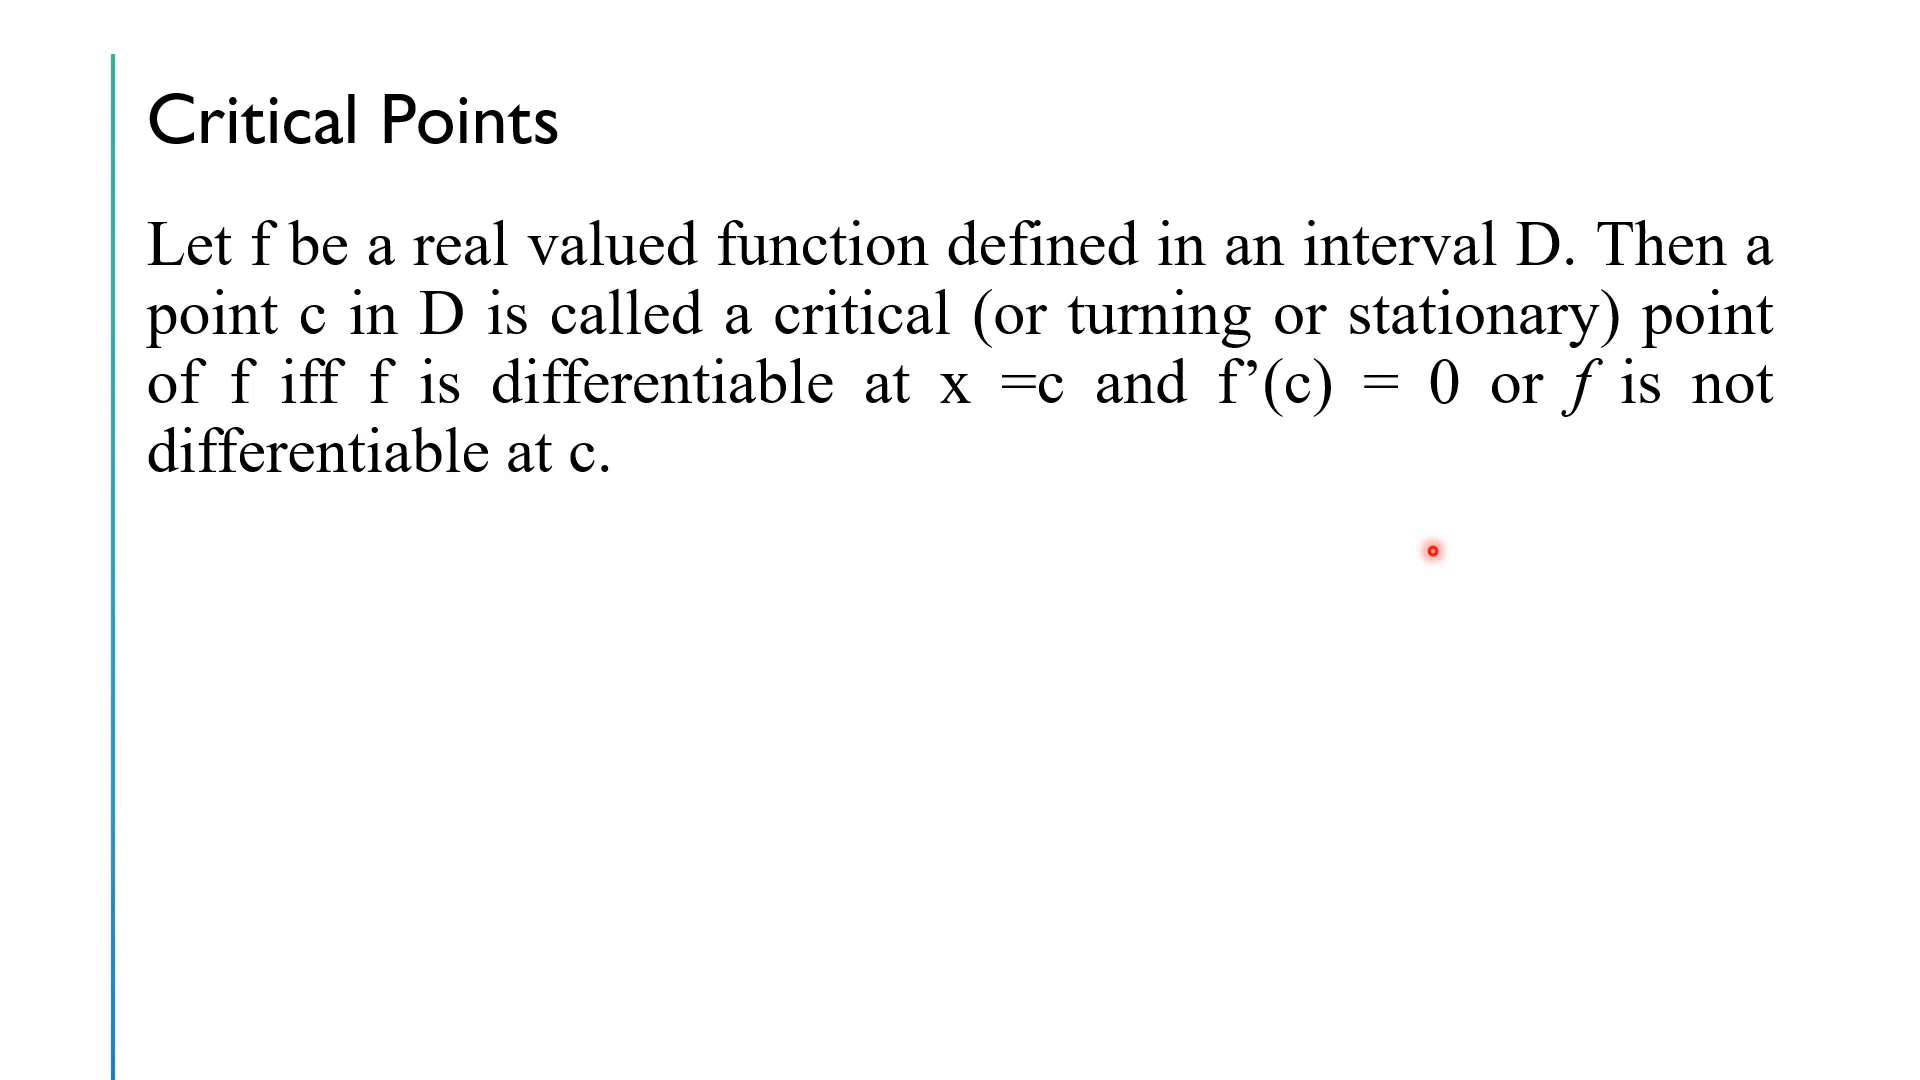 Critical Points
Let f be a real valued function defined in an interval D. Then a
point c in D is called a critical (or turning or stationary) point
of f iff f is differentiable at x =c and f’(c) = 0 or f is not
differentiable at c.